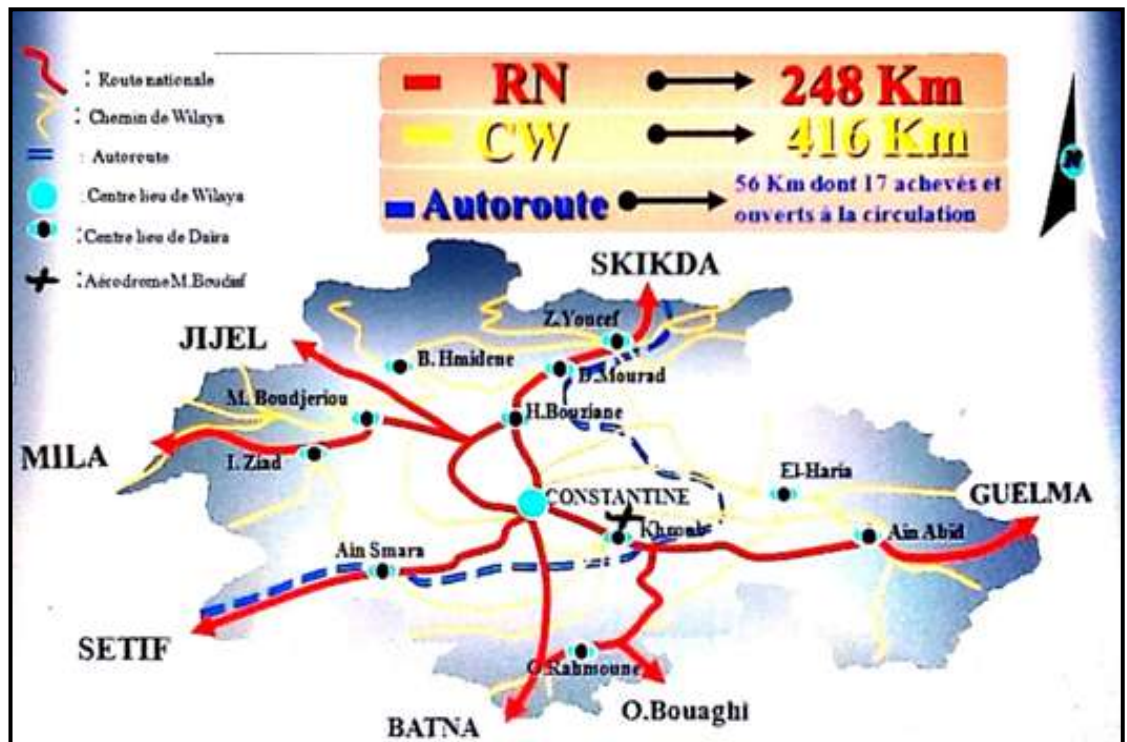 : Route nationale
: Chemin de Wilaya
: Autoroute
: Centre lieu de Wilaya
: Centre lieu de Daira
: Aérodrome M. Boudiaf
RN 248 Km
CW 416 Km
Autoroute 56 Km dont 17 achevés et
ouverts à la circulation
N
SKIKDA
Z.Youcef
JIJEL
B. Hmidene
D.Mourad
M. Boudjeriou
H.Bouziane
MILA
I. Ziad
El-Haria
CONSTANTINE
GUELMA
Khroub
Ain Abid
Ain Smara
SETIF
O.Rahmoune
BATNA
O.Bouaghi